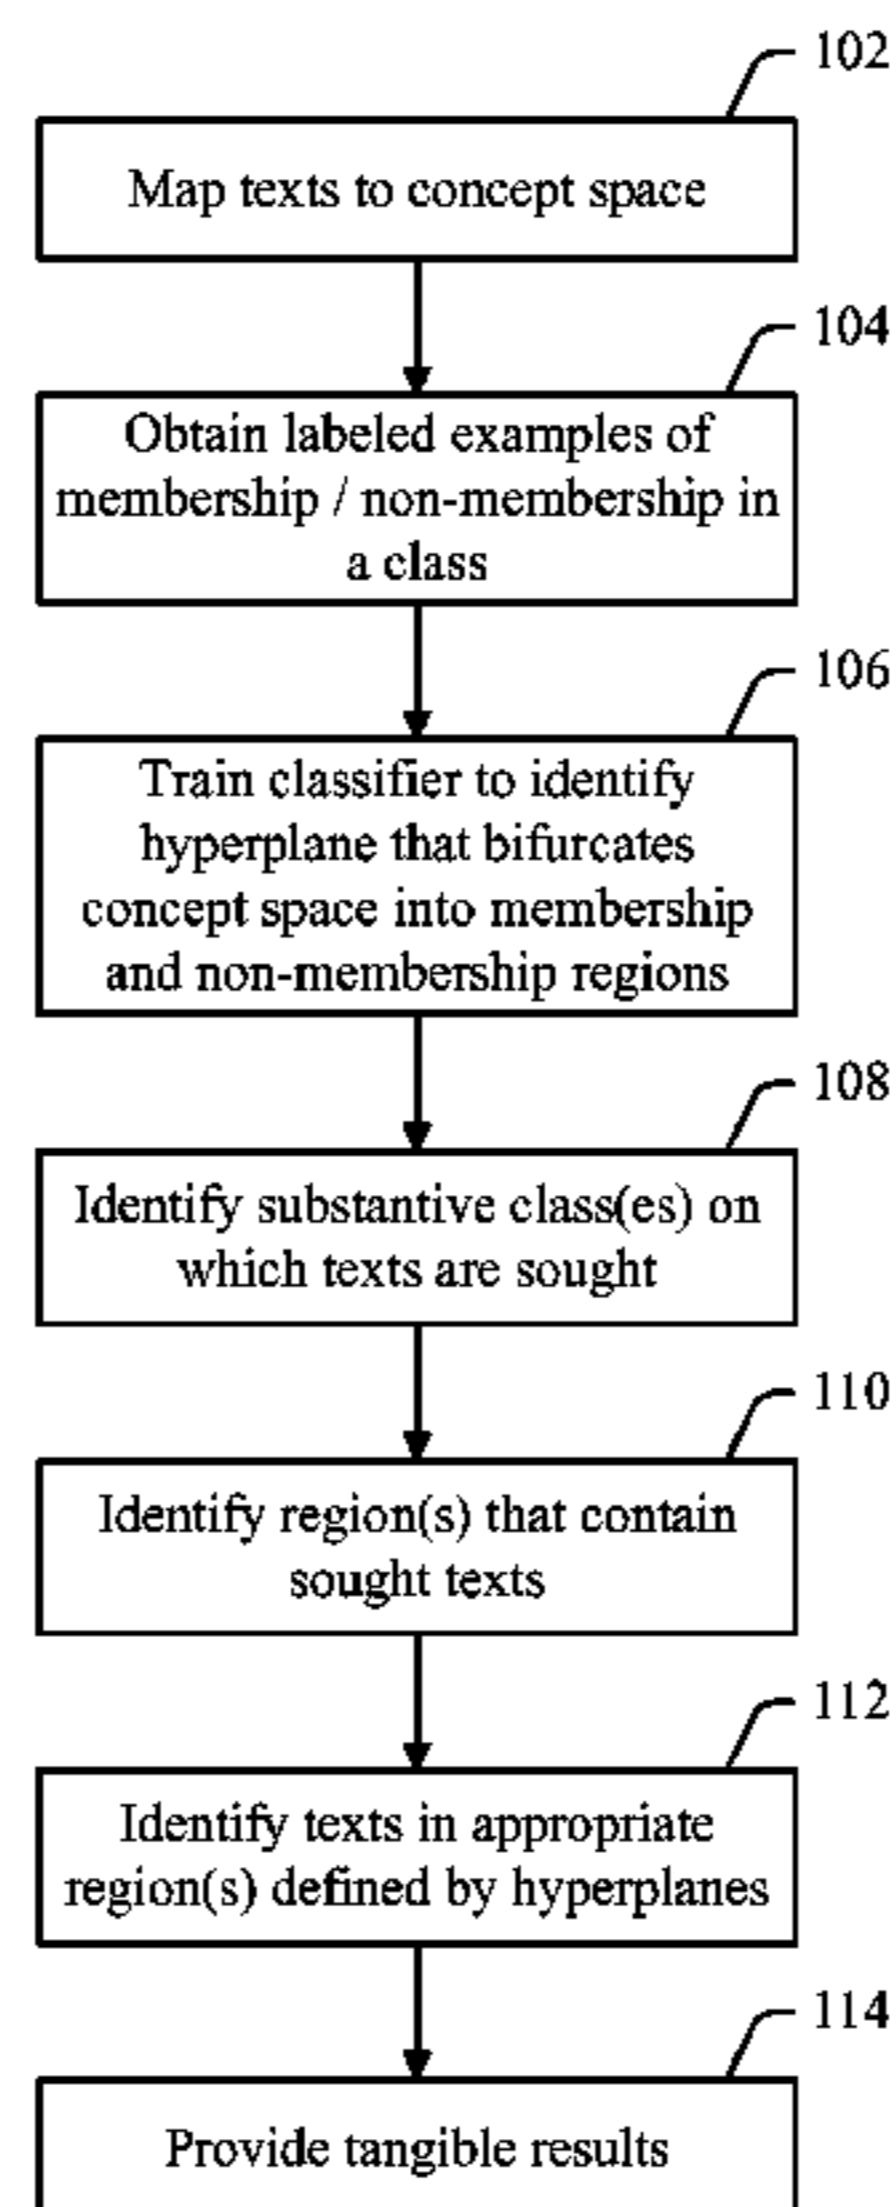 102
Map texts to concept space
104
Obtain labeled examples of
membership / non-membership in
a class
106
Train classifier to identify
hyperplane that bifurcates
concept space into membership
and non-membership regions
108
Identify substantive class(es) on
which texts are sought
110
Identify region(s) that contain
sought texts
112
Identify texts in appropriate
region(s) defined by hyperplanes
114
Provide tangible results